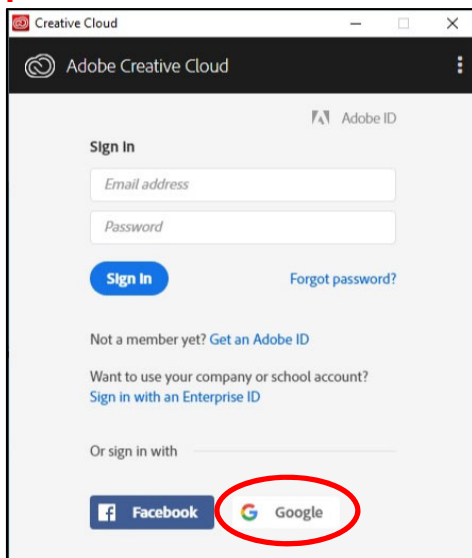 Creative Cloud
Adobe Creative Cloud
Adobe ID
Sign in
Email address
Password
Sign In
Forgot password?
Not a member yet? Get an Adobe ID
Want to use your company or school account?
Sign in with an Enterprise ID
Or sign in with
Facebook
Google